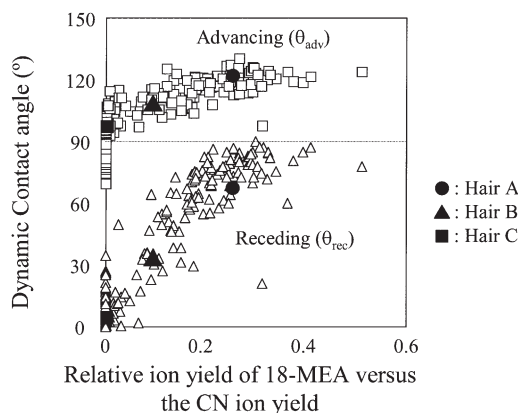 Advancing (θadv)
Receding (θrec)
Dynamic Contact angle (º)
150
120
90
60
30
0
0
0.2
0.4
0.6
Relative ion yield of 18-MEA versus
the CN ion yield
● : Hair A
▲ : Hair B
■ : Hair C